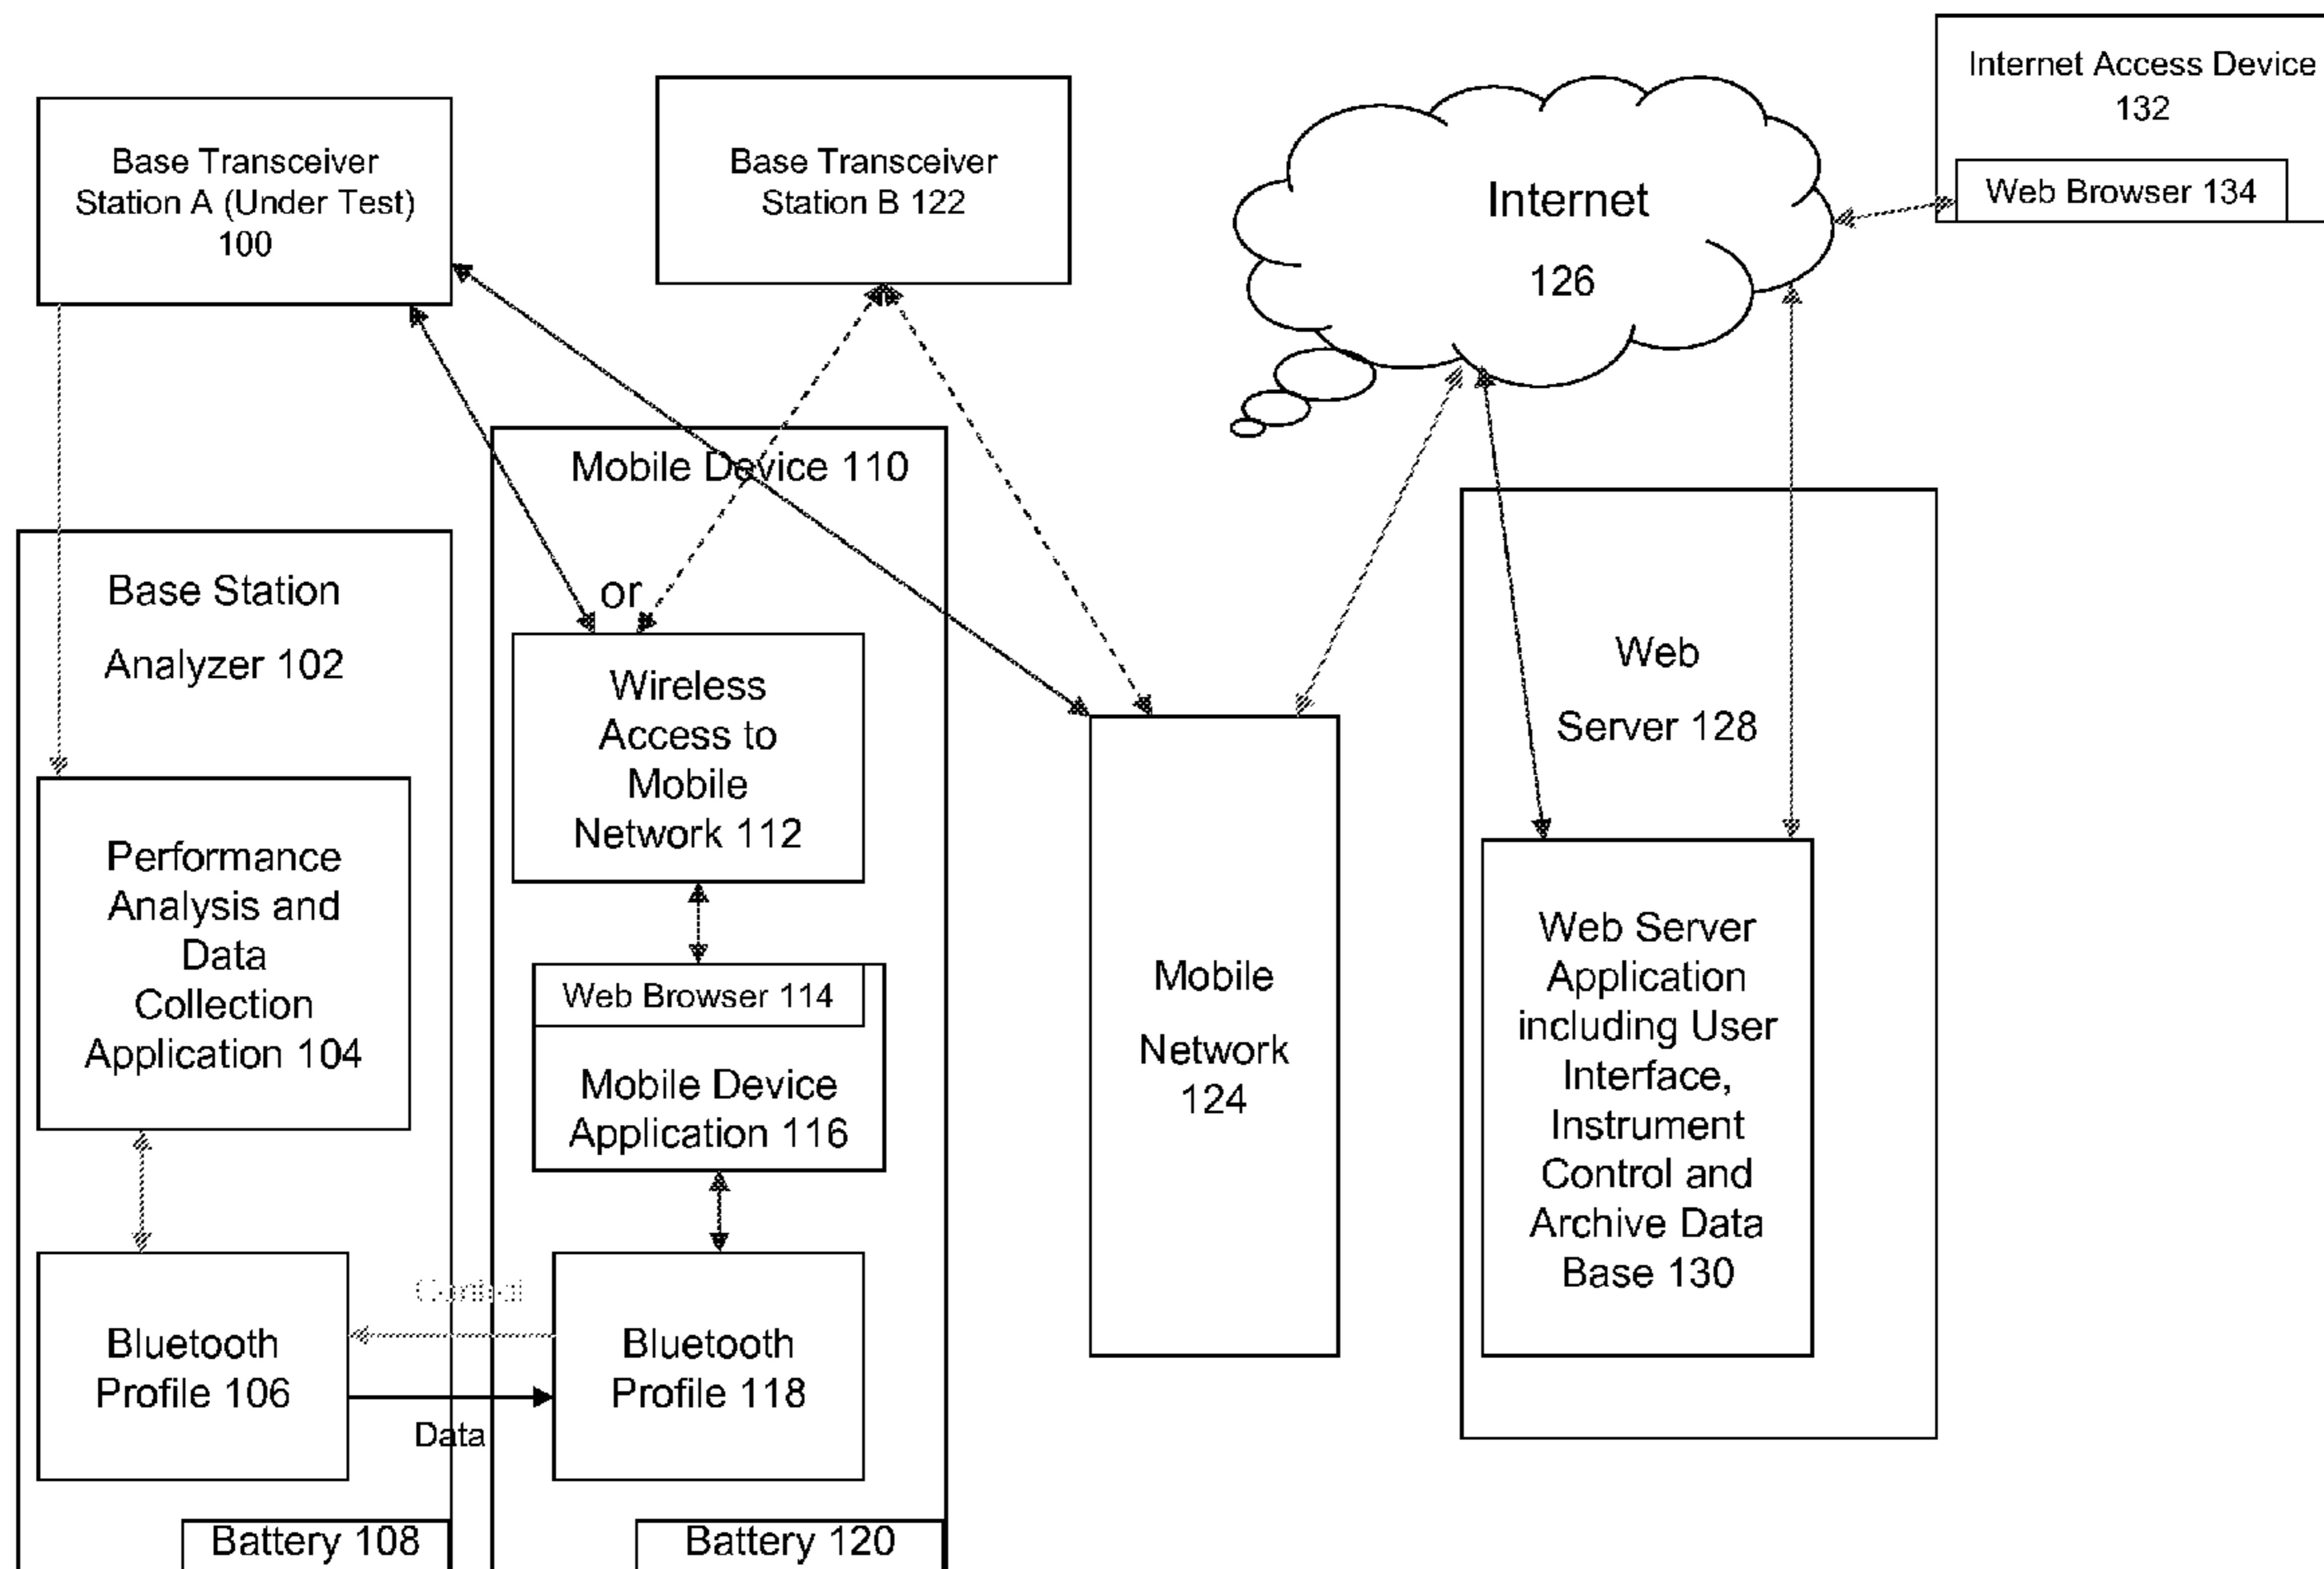 Internet Access Device
132
Web Browser 134
Base Transceiver
Station A (Under Test)
100
Base Transceiver
Station B 122
Internet
126
Mobile Device 110
or
Base Station
Analyzer 102
Wireless
Access to
Mobile
Network 112
Web
Server 128
Performance
Analysis and
Data
Collection
Application 104
Web Browser 114
Mobile Device
Application 116
Mobile
Network
124
Web Server
Application
including User
Interface,
Instrument
Control and
Archive Data
Base 130
Control
Bluetooth
Profile 106
Bluetooth
Profile 118
Data
Battery 108
Battery 120